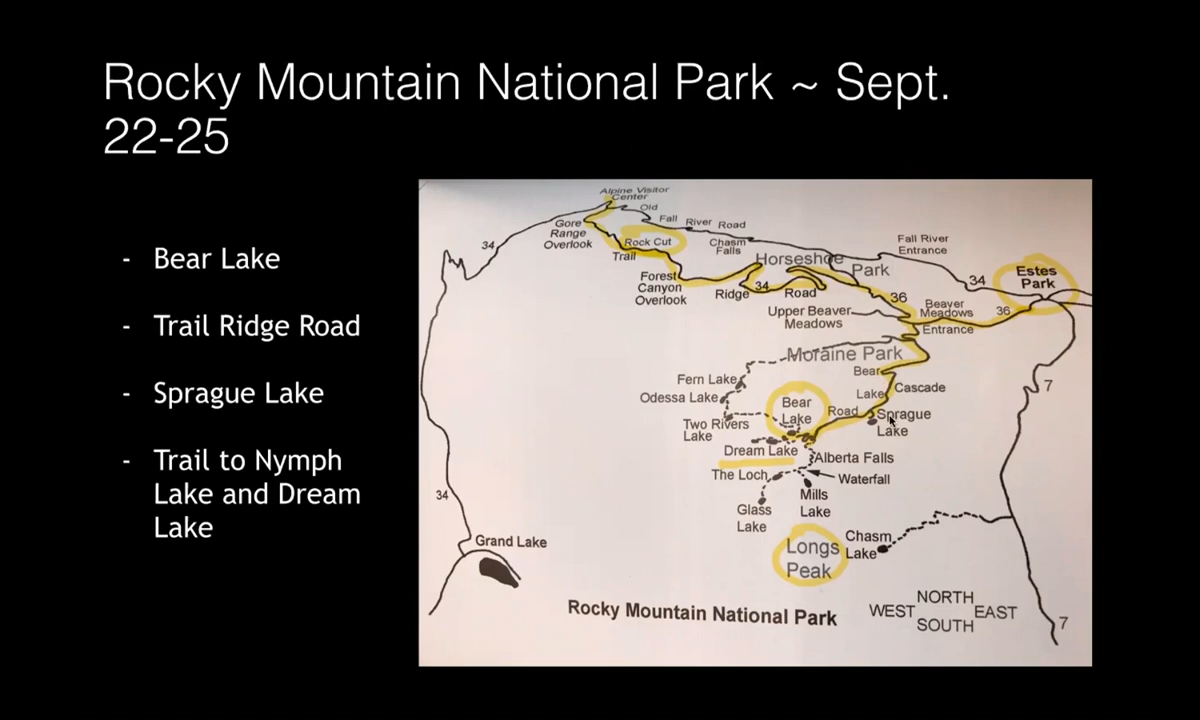 Rocky Mountain National Park ~ Sept.
22-25
- Bear Lake
- Trail Ridge Road
- Sprague Lake
- Trail to Nymph
Lake and Dream
Lake
Alpine Visitor
Center
Old
Fall River Road
Gore
Range
Overlook
34
Rock Cut
Trail
Chasm
Falls
Fall River
Entrance
Horseshoe
Park
34
Estes
Park
Forest
Canyon
Overlook
Ridge
34
Road
36
Beaver
Meadows
Entrance
36
Upper Beaver
Meadows
Moraine Park
Bear
Lake
Road
Cascade
7
Fern Lake
Odessa Lake
Bear
Lake
Sprague
Lake
Two Rivers
Lake
Dream Lake
Alberta Falls
The Loch
Waterfall
Mills
Lake
Glass
Lake
34
Grand Lake
Longs
Peak
Chasm
Lake
Rocky Mountain National Park
NORTH
WEST EAST
SOUTH
7